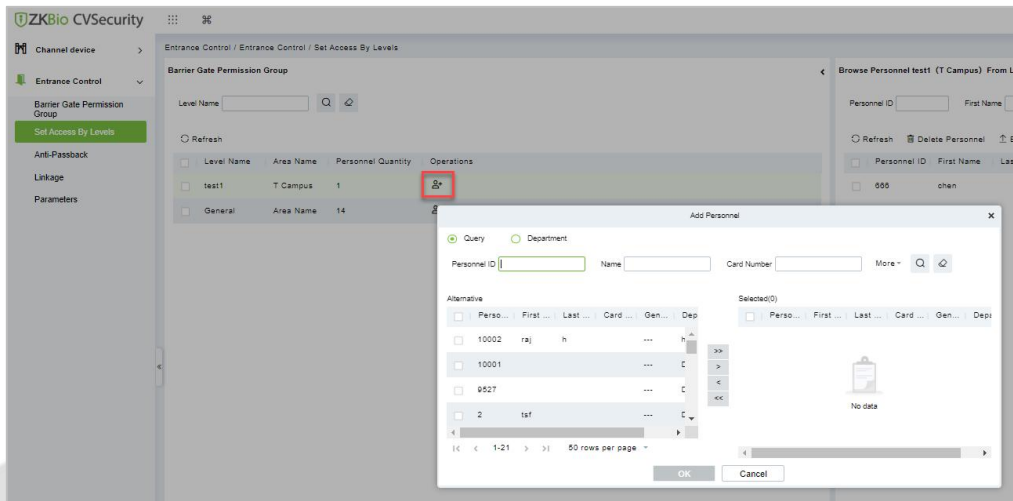 ZKBio CVSecurity
Channel device
Entrance Control
Barrier Gate Permission
Group
Set Access By Levels
Anti-Passback
Linkage
Parameters
Entrance Control / Entrance Control / Set Access By Levels
Barrier Gate Permission Group
Level Name
Refresh
Level Name Area Name Personnel Quantity Operations
test1 T Campus 1
General Area Name 14
Browse Personnel test1 (T Campus) From L
Personnel ID First Name
Refresh Delete Personnel E
Personnel ID First Name Las
666 chen
Add Personnel
Query Department
Personnel ID Name Card Number More
Alternative
Perso... First ... Last ... Card ... Gen... Dep
10002 raj h --- h
10001 --- D
9527 ---
2 tsf ---
1-21 50 rows per page
>>
>
<
<<
Selected(0)
Perso... First ... Last ... Card ... Gen... Depa
No data
OK Cancel